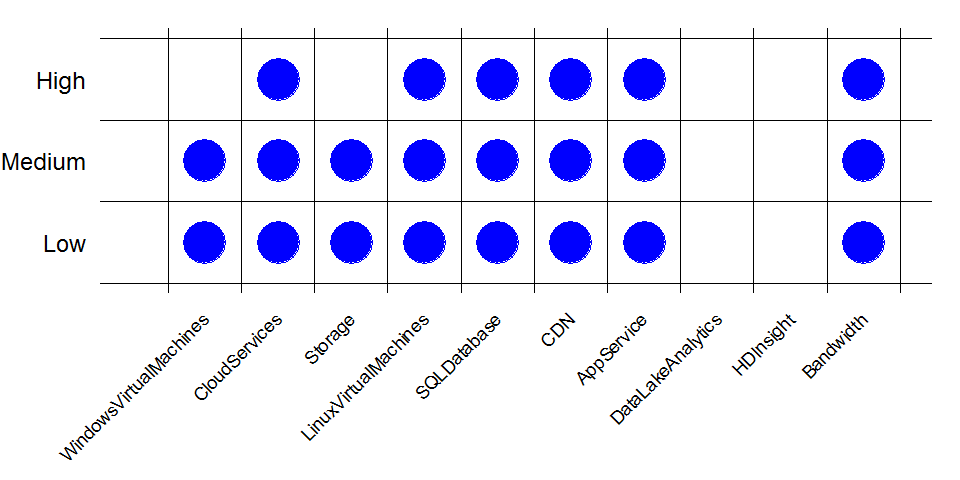 High
Medium
Low
WindowsVirtualMachines
CloudServices
Storage
LinuxVirtualMachines
SQLDatabase
CDN
AppService
DataLakeAnalytics
HDInsight
Bandwidth